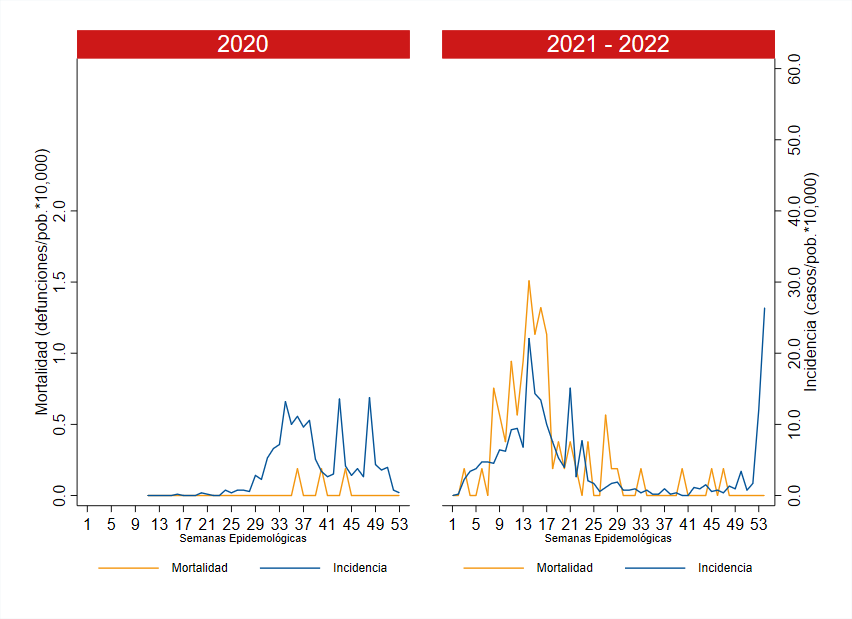 2020
2021 - 2022
Mortalidad (defunciones/pob.*10,000)
0.0 0.5 1.0 1.5 2.0
1 5 9 13 17 21 25 29 33 37 41 45 49 53
Semanas Epidemológicas
Mortalidad Incidencia
1 5 9 13 17 21 25 29 33 37 41 45 49 53
Semanas Epidemológicas
Mortalidad Incidencia
0.0 10.0 20.0 30.0 40.0 50.0 60.0
Incidencia (casos/pob.*10,000)